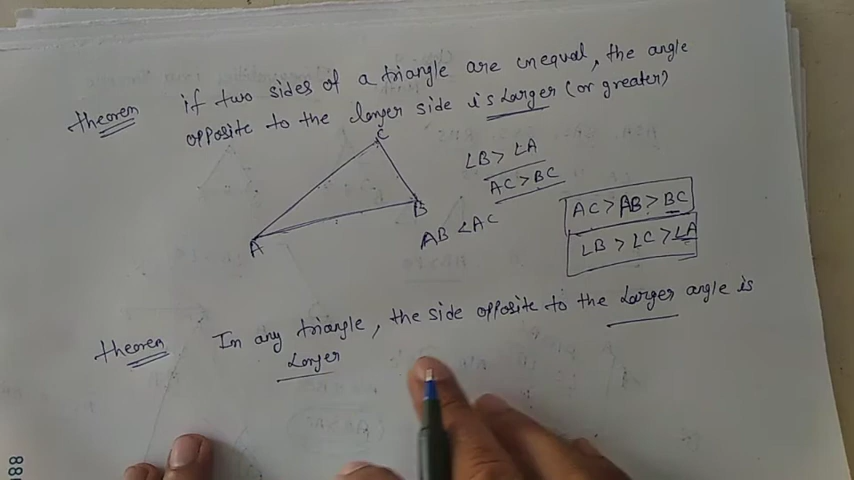 theorem if two sides of a triangle are unequal, the angle
opposite to the longer side is Larger (or greater)
C
∠B > ∠A
AC > BC
B
A
AB < AC
AC > AB > BC
∠B > ∠C > ∠A
theorem In any triangle, the side opposite to the Larger angle is
Longer
88